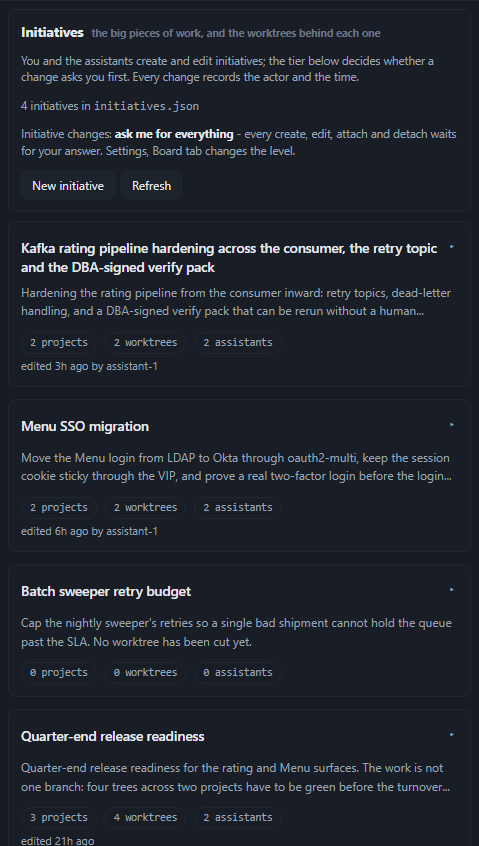 Initiatives the big pieces of work, and the worktrees behind each one
You and the assistants create and edit initiatives; the tier below decides whether a
change asks you first. Every change records the actor and the time.
4 initiatives in initiatives.json
Initiative changes: ask me for everything - every create, edit, attach and detach waits
for your answer. Settings, Board tab changes the level.
New initiative Refresh
Kafka rating pipeline hardening across the consumer, the retry topic
and the DBA-signed verify pack
Hardening the rating pipeline from the consumer inward: retry topics, dead-letter
handling, and a DBA-signed verify pack that can be rerun without a human...
2 projects 2 worktrees 2 assistants
edited 3h ago by assistant-1
Menu SSO migration
Move the Menu login from LDAP to Okta through oauth2-multi, keep the session
cookie sticky through the VIP, and prove a real two-factor login before the login...
2 projects 2 worktrees 2 assistants
edited 6h ago by assistant-1
Batch sweeper retry budget
Cap the nightly sweeper's retries so a single bad shipment cannot hold the queue
past the SLA. No worktree has been cut yet.
0 projects 0 worktrees 0 assistants
Quarter-end release readiness
Quarter-end release readiness for the rating and Menu surfaces. The work is not
one branch: four trees across two projects have to be green before the turnover...
3 projects 4 worktrees 2 assistants
edited 21h ago